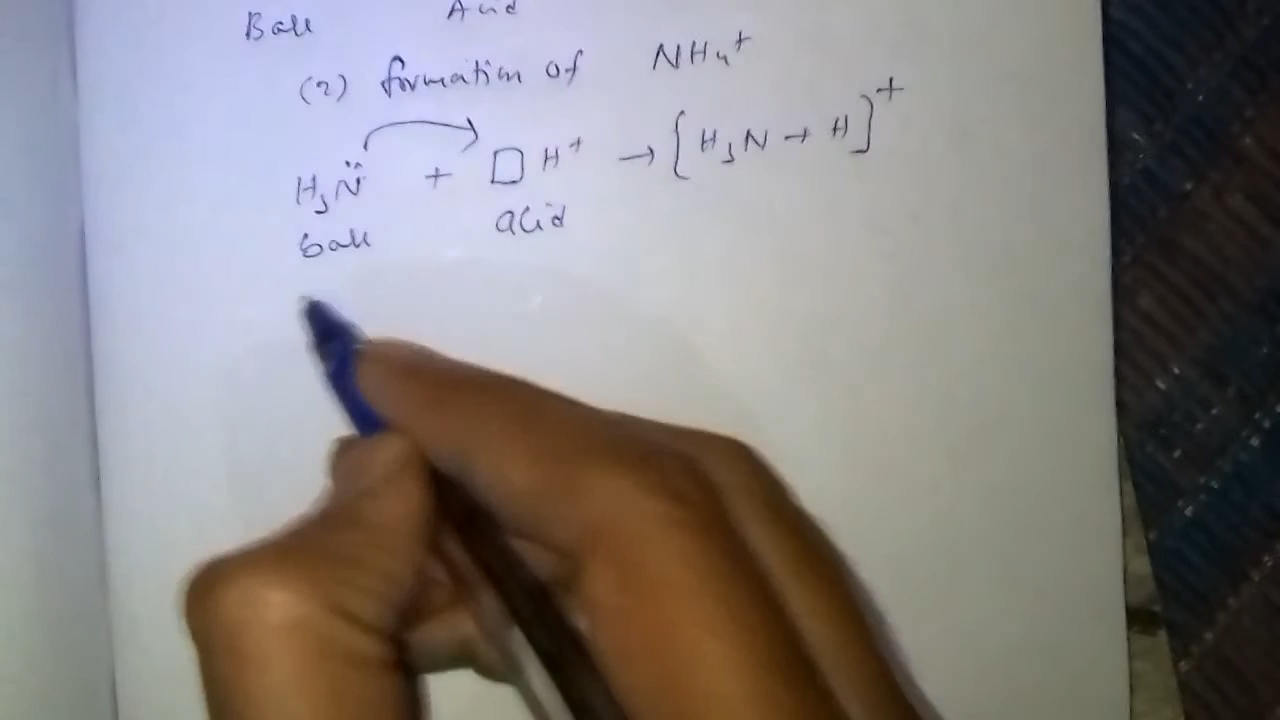 Base Acid
(2) formation of NH4+
H3N̈ + □ H+ → [H3N → H]+
base acid